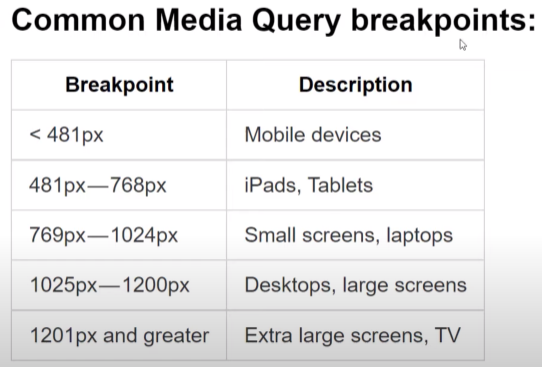 Common Media Query breakpoints:
Breakpoint Description
< 481px Mobile devices
481px—768px iPads, Tablets
769px—1024px Small screens, laptops
1025px—1200px Desktops, large screens
1201px and greater Extra large screens, TV